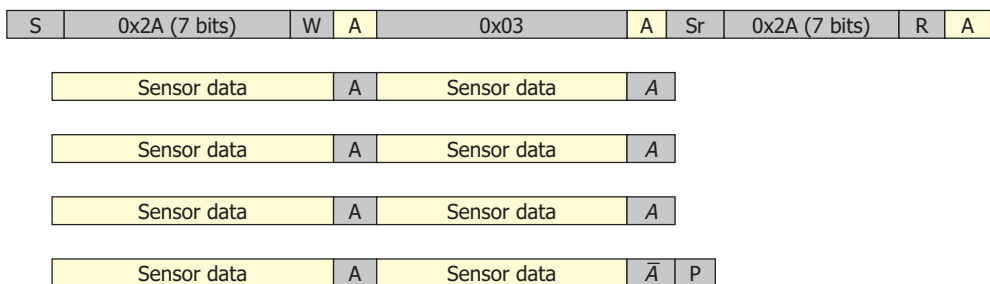 S 0x2A (7 bits) W A 0x03 A Sr 0x2A (7 bits) R A
Sensor data A Sensor data A
Sensor data A Sensor data A
Sensor data A Sensor data A
Sensor data A Sensor data A̅ P